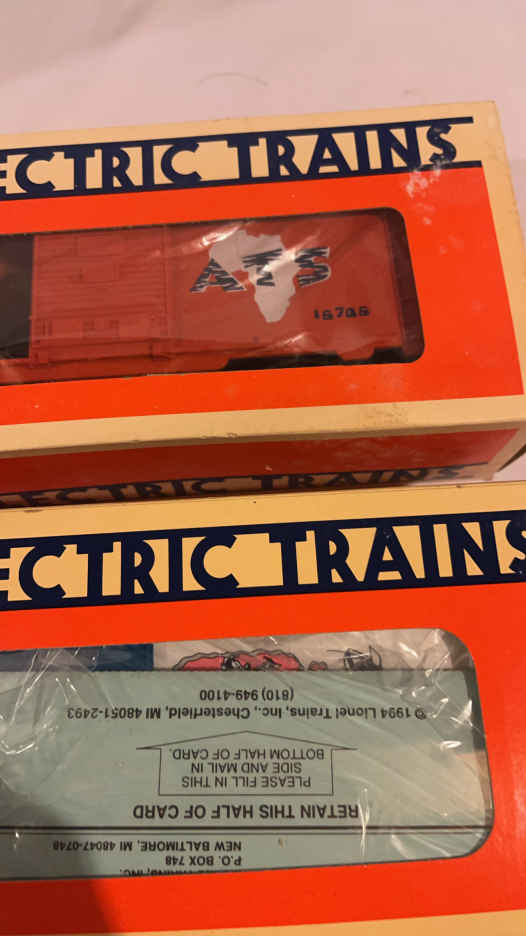 ECTRIC TRAINS
ECTRIC TRAINS
ECTRIC TRAINS
© 1994 Lionel Trains, Inc., Chesterfield, MI 48051-2493
(810) 949-4100
PLEASE FILL IN THIS
SIDE AND MAIL IN
BOTTOM HALF OF CARD.
RETAIN THIS HALF OF CARD
P.O. BOX 748
NEW BALTIMORE, MI 48047-0748